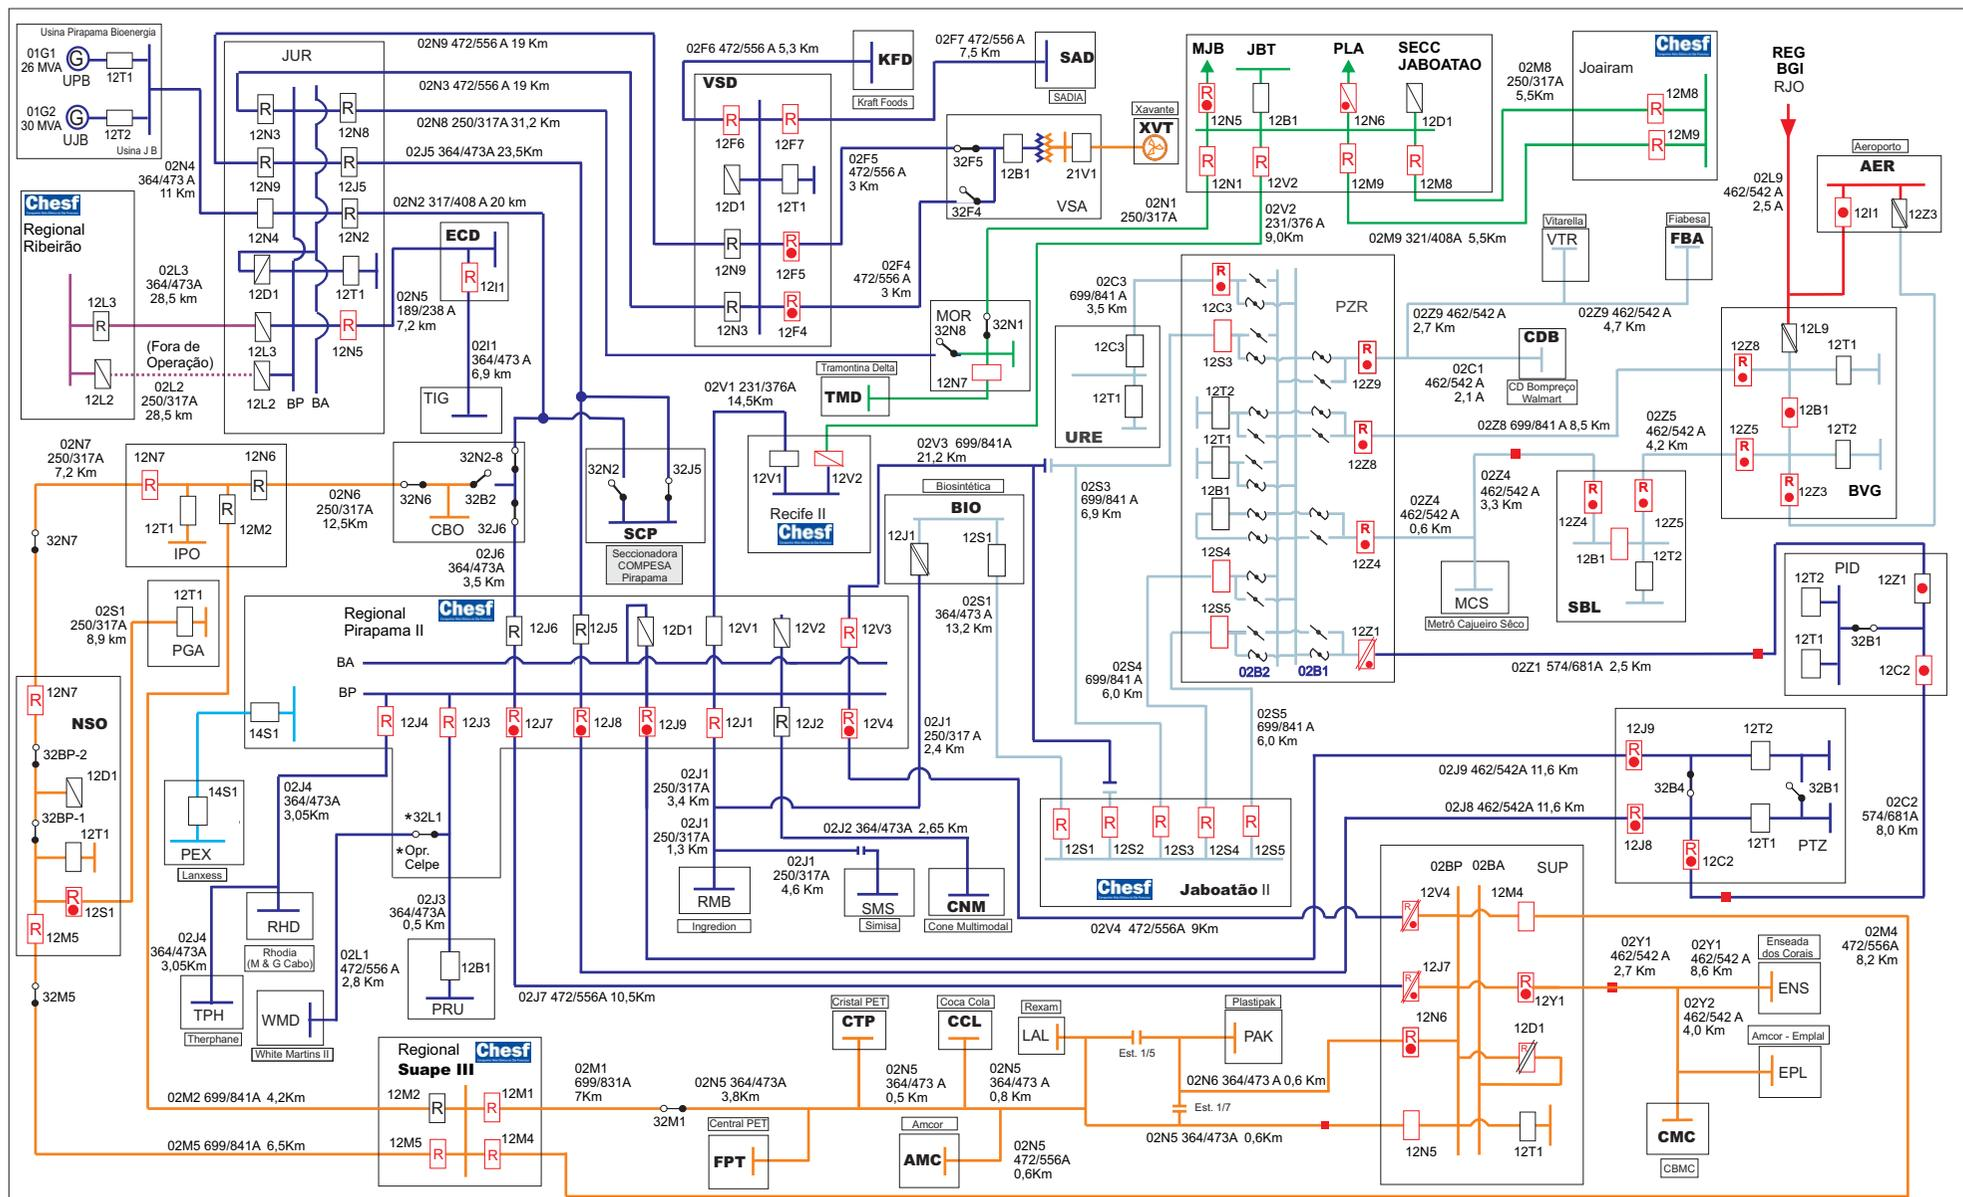 Usina Pirapama Bioenergia
01G1
26 MVA
G
UPB
12T1
01G2
30 MVA
G
UJB
12T2
Usina J B
02N4
364/473 A
11 Km
JUR
12N3
12N8
12N9
12J5
12N4
12N2
12D1
12T1
12L3
12N5
12L2
BP
BA
02N9 472/556 A 19 Km
02N3 472/556 A 19 Km
02N8 250/317A 31,2 Km
02J5 364/473A 23,5Km
02N2 317/408 A 20 km
Chesf
Regional
Ribeirão
12L3
12L2
02L3
364/473A
28,5 km
(Fora de
Operação)
02L2
250/317A
28,5 km
02N5
189/238 A
7,2 km
ECD
12I1
02I1
364/473 A
6,9 km
TIG
VSD
12F6
12F7
12D1
12T1
12N9
12F5
12N3
12F4
02F6 472/556 A 5,3 Km
KFD
Kraft Foods
02F7 472/556 A
7,5 Km
SAD
SADIA
02F5
472/556 A
3 Km
02F4
472/556 A
3 Km
32F5
32F4
12B1
21V1
VSA
Xavante
XVT
MJB
JBT
PLA
SECC
JABOATAO
12N5
12B1
12N6
12D1
12N1
12V2
12M9
12M8
02N1
250/317A
02V2
231/376 A
9,0Km
02M9 321/408A 5,5Km
02M8
250/317A
5,5Km
Chesf
Joairam
12M8
12M9
REG
BGI
RJO
02L9
462/542 A
2,5 A
Aeroporto
AER
12I1
12Z3
Vitarella
VTR
Fiabesa
FBA
02Z9 462/542 A
2,7 Km
02Z9 462/542 A
4,7 Km
CDB
CD Bompreço
Walmart
02C1
462/542 A
2,1 A
02Z8 699/841 A 8,5 Km
12L9
12Z8
12T1
12B1
12Z5
12T2
12Z3
BVG
02Z5
462/542 A
4,2 Km
02Z4
462/542 A
3,3 Km
02Z4
462/542 A
0,6 Km
MCS
Metrô Cajueiro Sêco
12Z4
12Z5
12B1
12T2
SBL
PZR
12C3
12S3
12T2
12T1
12B1
12S4
12S5
12Z9
12Z8
12Z4
12Z1
02B2
02B1
02C3
699/841 A
3,5 Km
12C3
12T1
URE
MOR
32N8
32N1
12N7
Tramontina Delta
TMD
02V1 231/376A
14,5Km
12V1
12V2
Recife II
Chesf
02V3 699/841A
21,2 Km
Biosintética
BIO
12J1
12S1
02S1
364/473 A
13,2 Km
02S3
699/841 A
6,9 Km
02S4
699/841 A
6,0 Km
02S5
699/841 A
6,0 Km
02Z1 574/681A 2,5 Km
PID
12T2
12Z1
12T1
32B1
12C2
02C2
574/681A
8,0 Km
12J9
12T2
32B4
32B1
12J8
12T1
12C2
PTZ
02J9 462/542A 11,6 Km
02J8 462/542A 11,6 Km
02N7
250/317A
7,2 Km
12N7
12N6
12T1
12M2
IPO
02N6
250/317A
12,5Km
32N2-8
32N6
32B2
32J6
CBO
02J6
364/473A
3,5 Km
32N2
32J5
SCP
Seccionadora
COMPESA
Pirapama
32N7
02S1
250/317A
8,9 km
12T1
PGA
Regional
Pirapama II
Chesf
BA
BP
12J6
12J5
12D1
12V1
12V2
12V3
12J4
12J3
12J7
12J8
12J9
12J1
12J2
12V4
14S1
14S1
PEX
Lanxess
12N7
NSO
32BP-2
12D1
32BP-1
12T1
12S1
12M5
32M5
02J4
364/473A
3,05Km
*32L1
*Opr.
Celpe
RHD
Rhodia
(M & G Cabo)
02J4
364/473A
3,05Km
TPH
Therphane
02L1
472/556 A
2,8 Km
WMD
White Martins II
02J3
364/473A
0,5 Km
12B1
PRU
02J1
250/317A
3,4 Km
02J1
250/317 A
2,4 Km
02J1
250/317A
1,3 Km
02J2 364/473A 2,65 Km
02J1
250/317A
4,6 Km
RMB
Ingredion
SMS
Simisa
CNM
Cone Multimodal
12S1
12S2
12S3
12S4
12S5
Chesf
Jaboatão II
02V4 472/556A 9Km
02J7 472/556A 10,5Km
02BP
02BA
SUP
12V4
12M4
12J7
12Y1
12N6
12D1
12N5
12T1
02Y1
462/542 A
2,7 Km
02Y1
462/542 A
8,6 Km
Enseada
dos Corais
ENS
02M4
472/556A
8,2 Km
02Y2
462/542 A
4,0 Km
Amcor - Emplal
EPL
CMC
CBMC
Regional
Suape III
Chesf
12M2
12M1
12M5
12M4
02M2 699/841A 4,2Km
02M5 699/841A 6,5Km
02M1
699/831A
7Km
32M1
02N5 364/473A
3,8Km
Cristal PET
CTP
02N5
364/473 A
0,5 Km
Coca Cola
CCL
02N5
364/473 A
0,8 Km
Central PET
FPT
Amcor
AMC
02N5
472/556A
0,6Km
Rexam
LAL
Est. 1/5
Plastipak
PAK
02N6 364/473 A 0,6 Km
Est. 1/7
02N5 364/473A 0,6Km